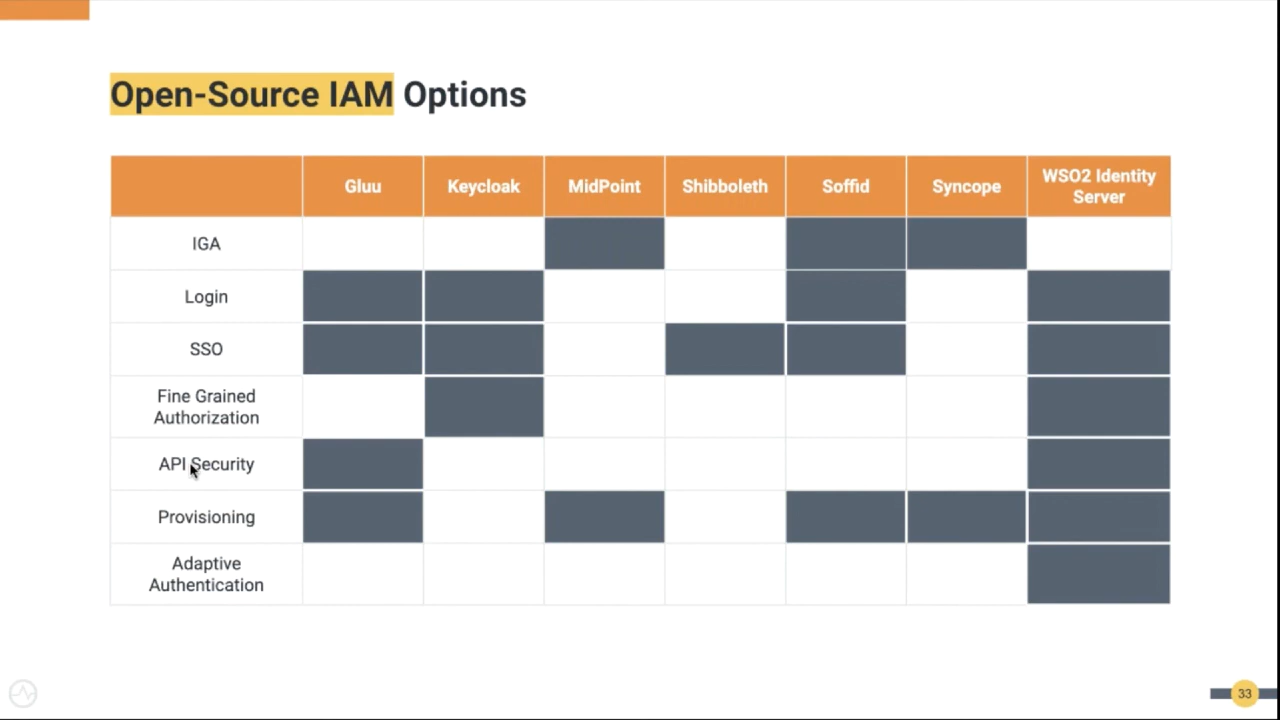 Open-Source IAM Options
Gluu
Keycloak
MidPoint
Shibboleth
Soffid
Syncope
WSO2 Identity
Server
IGA
Login
SSO
Fine Grained
Authorization
API Security
Provisioning
Adaptive
Authentication
33